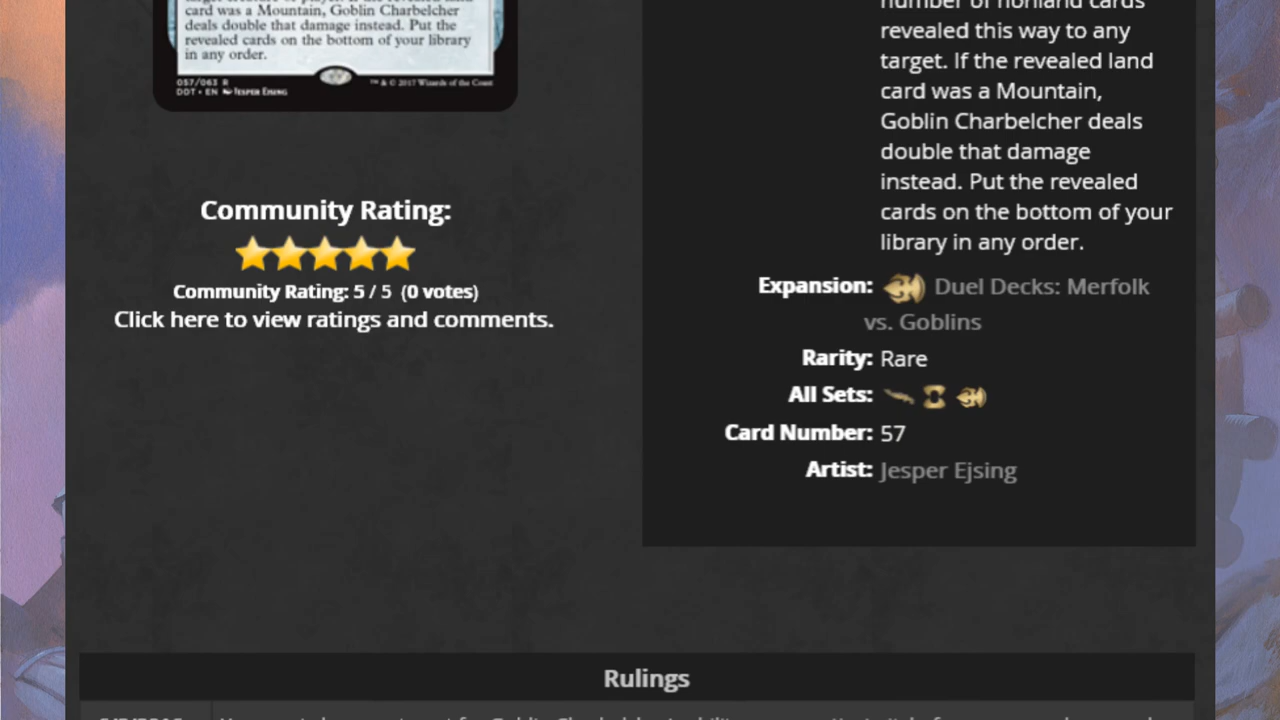 card was a Mountain, Goblin Charbelcher
deals double that damage instead. Put the
revealed cards on the bottom of your library
in any order.
057/063 R
™ & © 2017 Wizards of the Coast
DDT • EN Jesper Ejsing
Community Rating:
Community Rating: 5 / 5 (0 votes)
Click here to view ratings and comments.
number of nonland cards
revealed this way to any
target. If the revealed land
card was a Mountain,
Goblin Charbelcher deals
double that damage
instead. Put the revealed
cards on the bottom of your
library in any order.
Expansion: Duel Decks: Merfolk
vs. Goblins
Rarity: Rare
All Sets:
Card Number: 57
Artist: Jesper Ejsing
Rulings